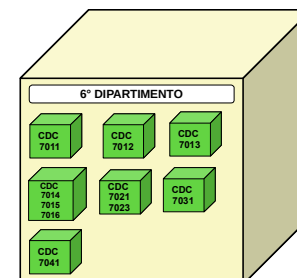 6° DIPARTIMENTO
CDC
7011
CDC
7012
CDC
7013
CDC
7014
7015
7016
CDC
7021
7023
CDC
7031
CDC
7041